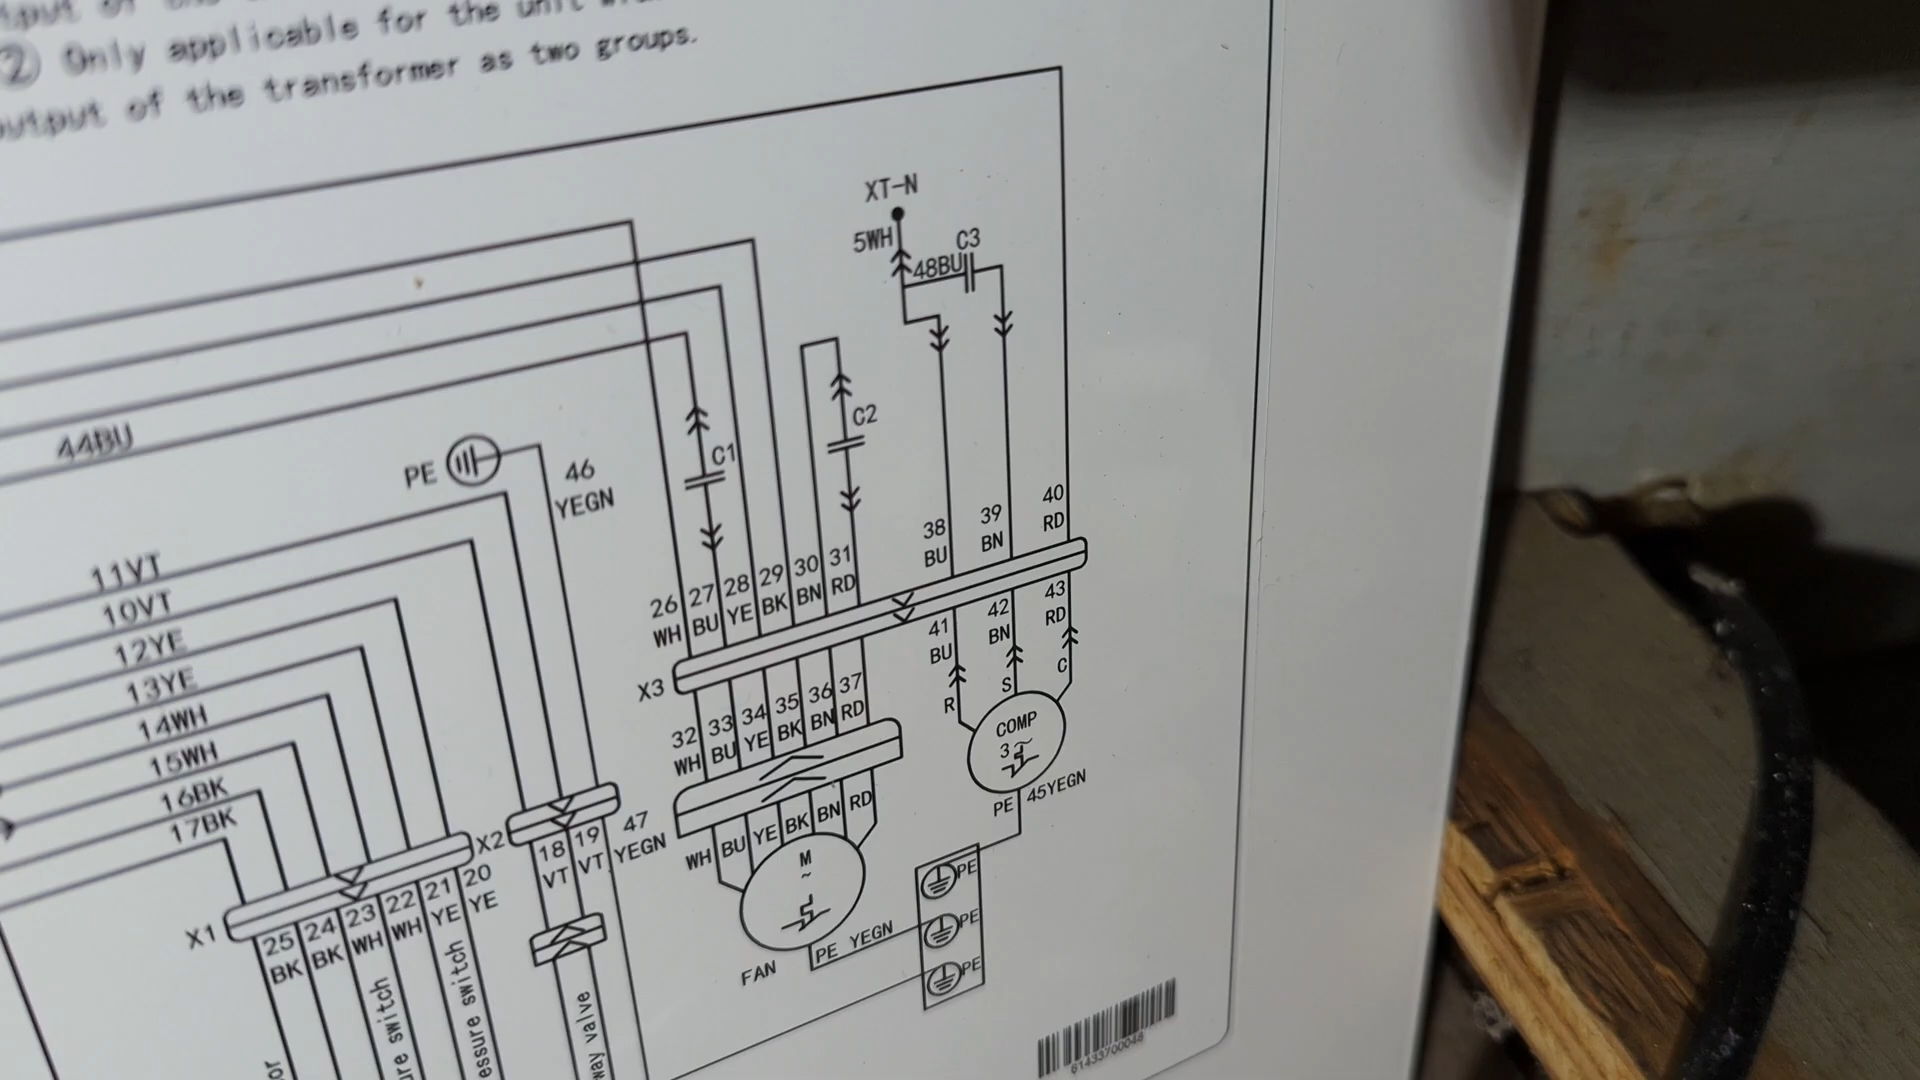 ② Only applicable for the unit
output of the transformer as two groups.
XT-N
5WH
C3
48BU
C2
44BU
C1
PE
46
YEGN
40
RD
39
BN
38
BU
11VT
10VT
12YE
13YE
14WH
15WH
16BK
17BK
26 27 28 29 30 31
WH BU YE BK BN RD
X3
41
BU
42
BN
43
RD
R
S
C
32 33 34 35 36 37
WH BU YE BK BN RD
COMP
3~
PE
45YEGN
WH BU YE BK BN RD
M
~
FAN
PE YEGN
PE
PE
PE
X2
18 19
VT VT
47
YEGN
X1
25 24 23 22 21 20
BK BK WH WH YE YE
switch
switch
valve
61433700048